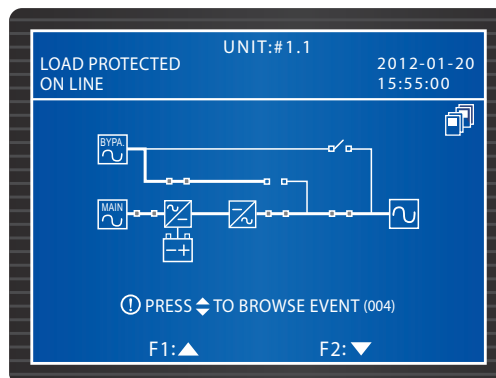 UNIT:#1.1
LOAD PROTECTED
ON LINE
2012-01-20
15:55:00
BYPA.
MAIN
PRESS TO BROWSE EVENT (004)
F1: F2: